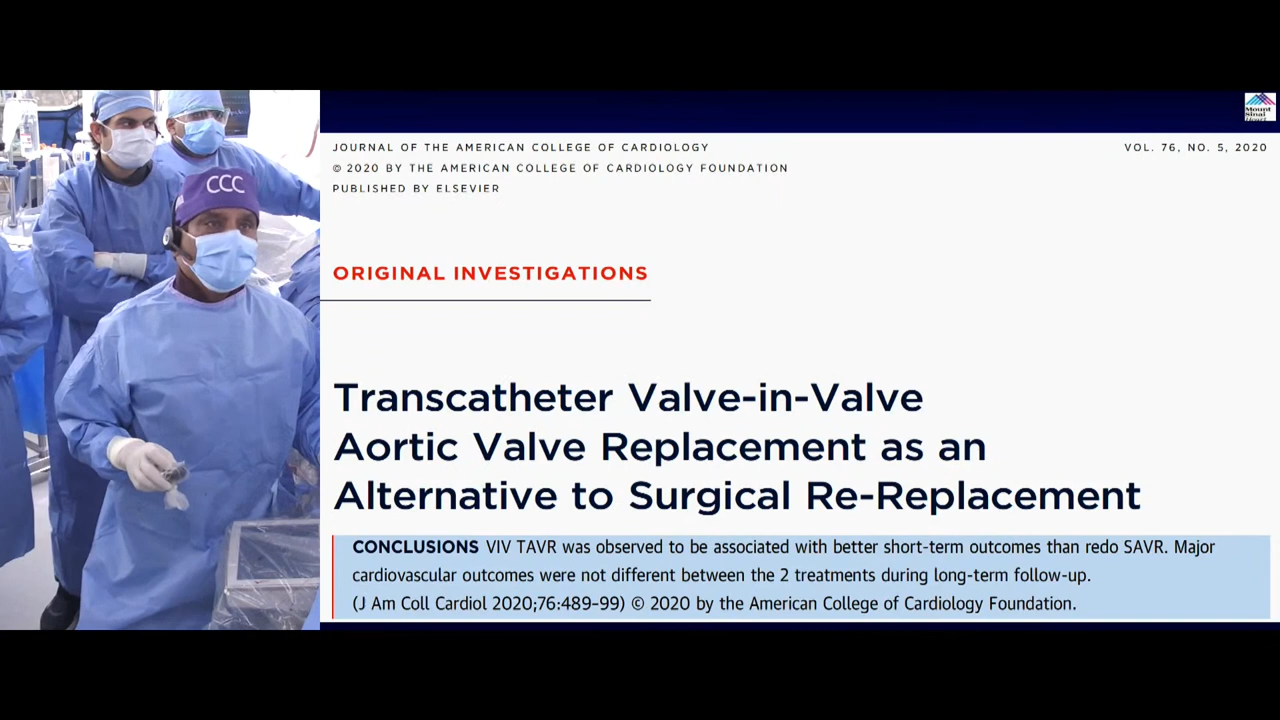 CCC
Mount
Sinai
Heart
JOURNAL OF THE AMERICAN COLLEGE OF CARDIOLOGY
VOL. 76, NO. 5, 2020
© 2020 BY THE AMERICAN COLLEGE OF CARDIOLOGY FOUNDATION
PUBLISHED BY ELSEVIER
ORIGINAL INVESTIGATIONS
Transcatheter Valve-in-Valve
Aortic Valve Replacement as an
Alternative to Surgical Re-Replacement
CONCLUSIONS VIV TAVR was observed to be associated with better short-term outcomes than redo SAVR. Major
cardiovascular outcomes were not different between the 2 treatments during long-term follow-up.
(J Am Coll Cardiol 2020;76:489–99) © 2020 by the American College of Cardiology Foundation.